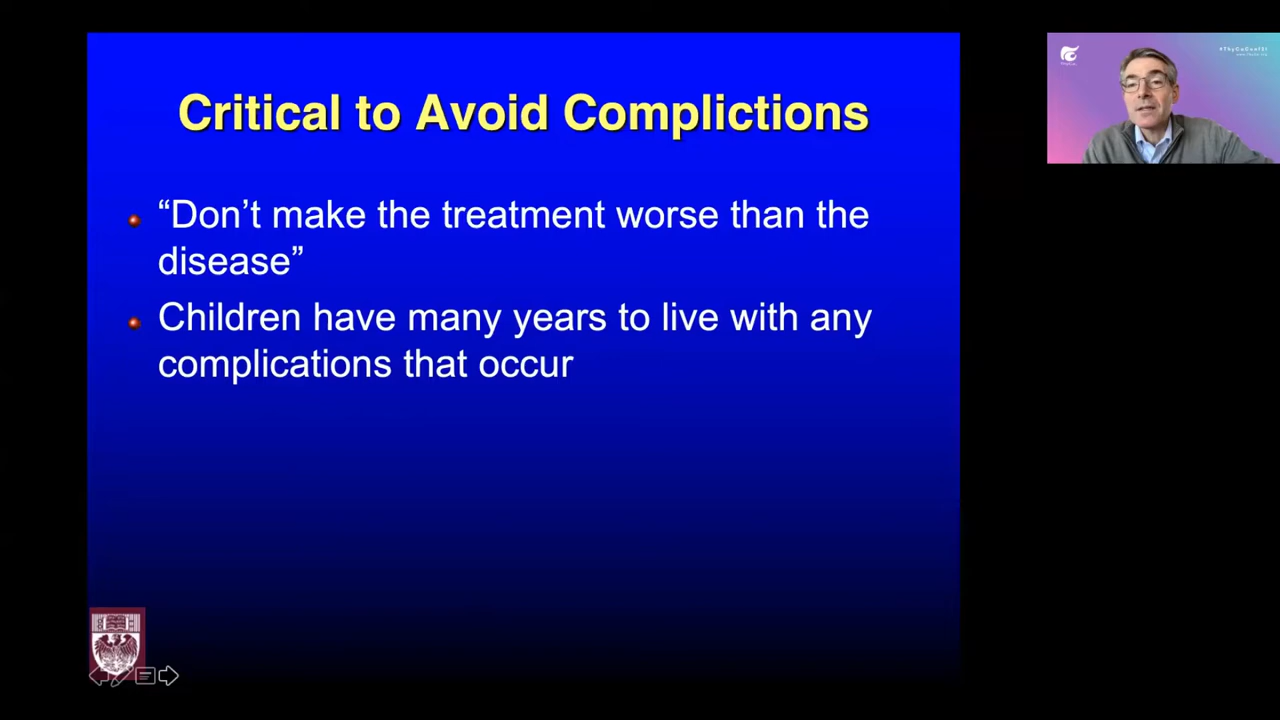 Critical to Avoid Complictions
“Don’t make the treatment worse than the
disease”
Children have many years to live with any
complications that occur